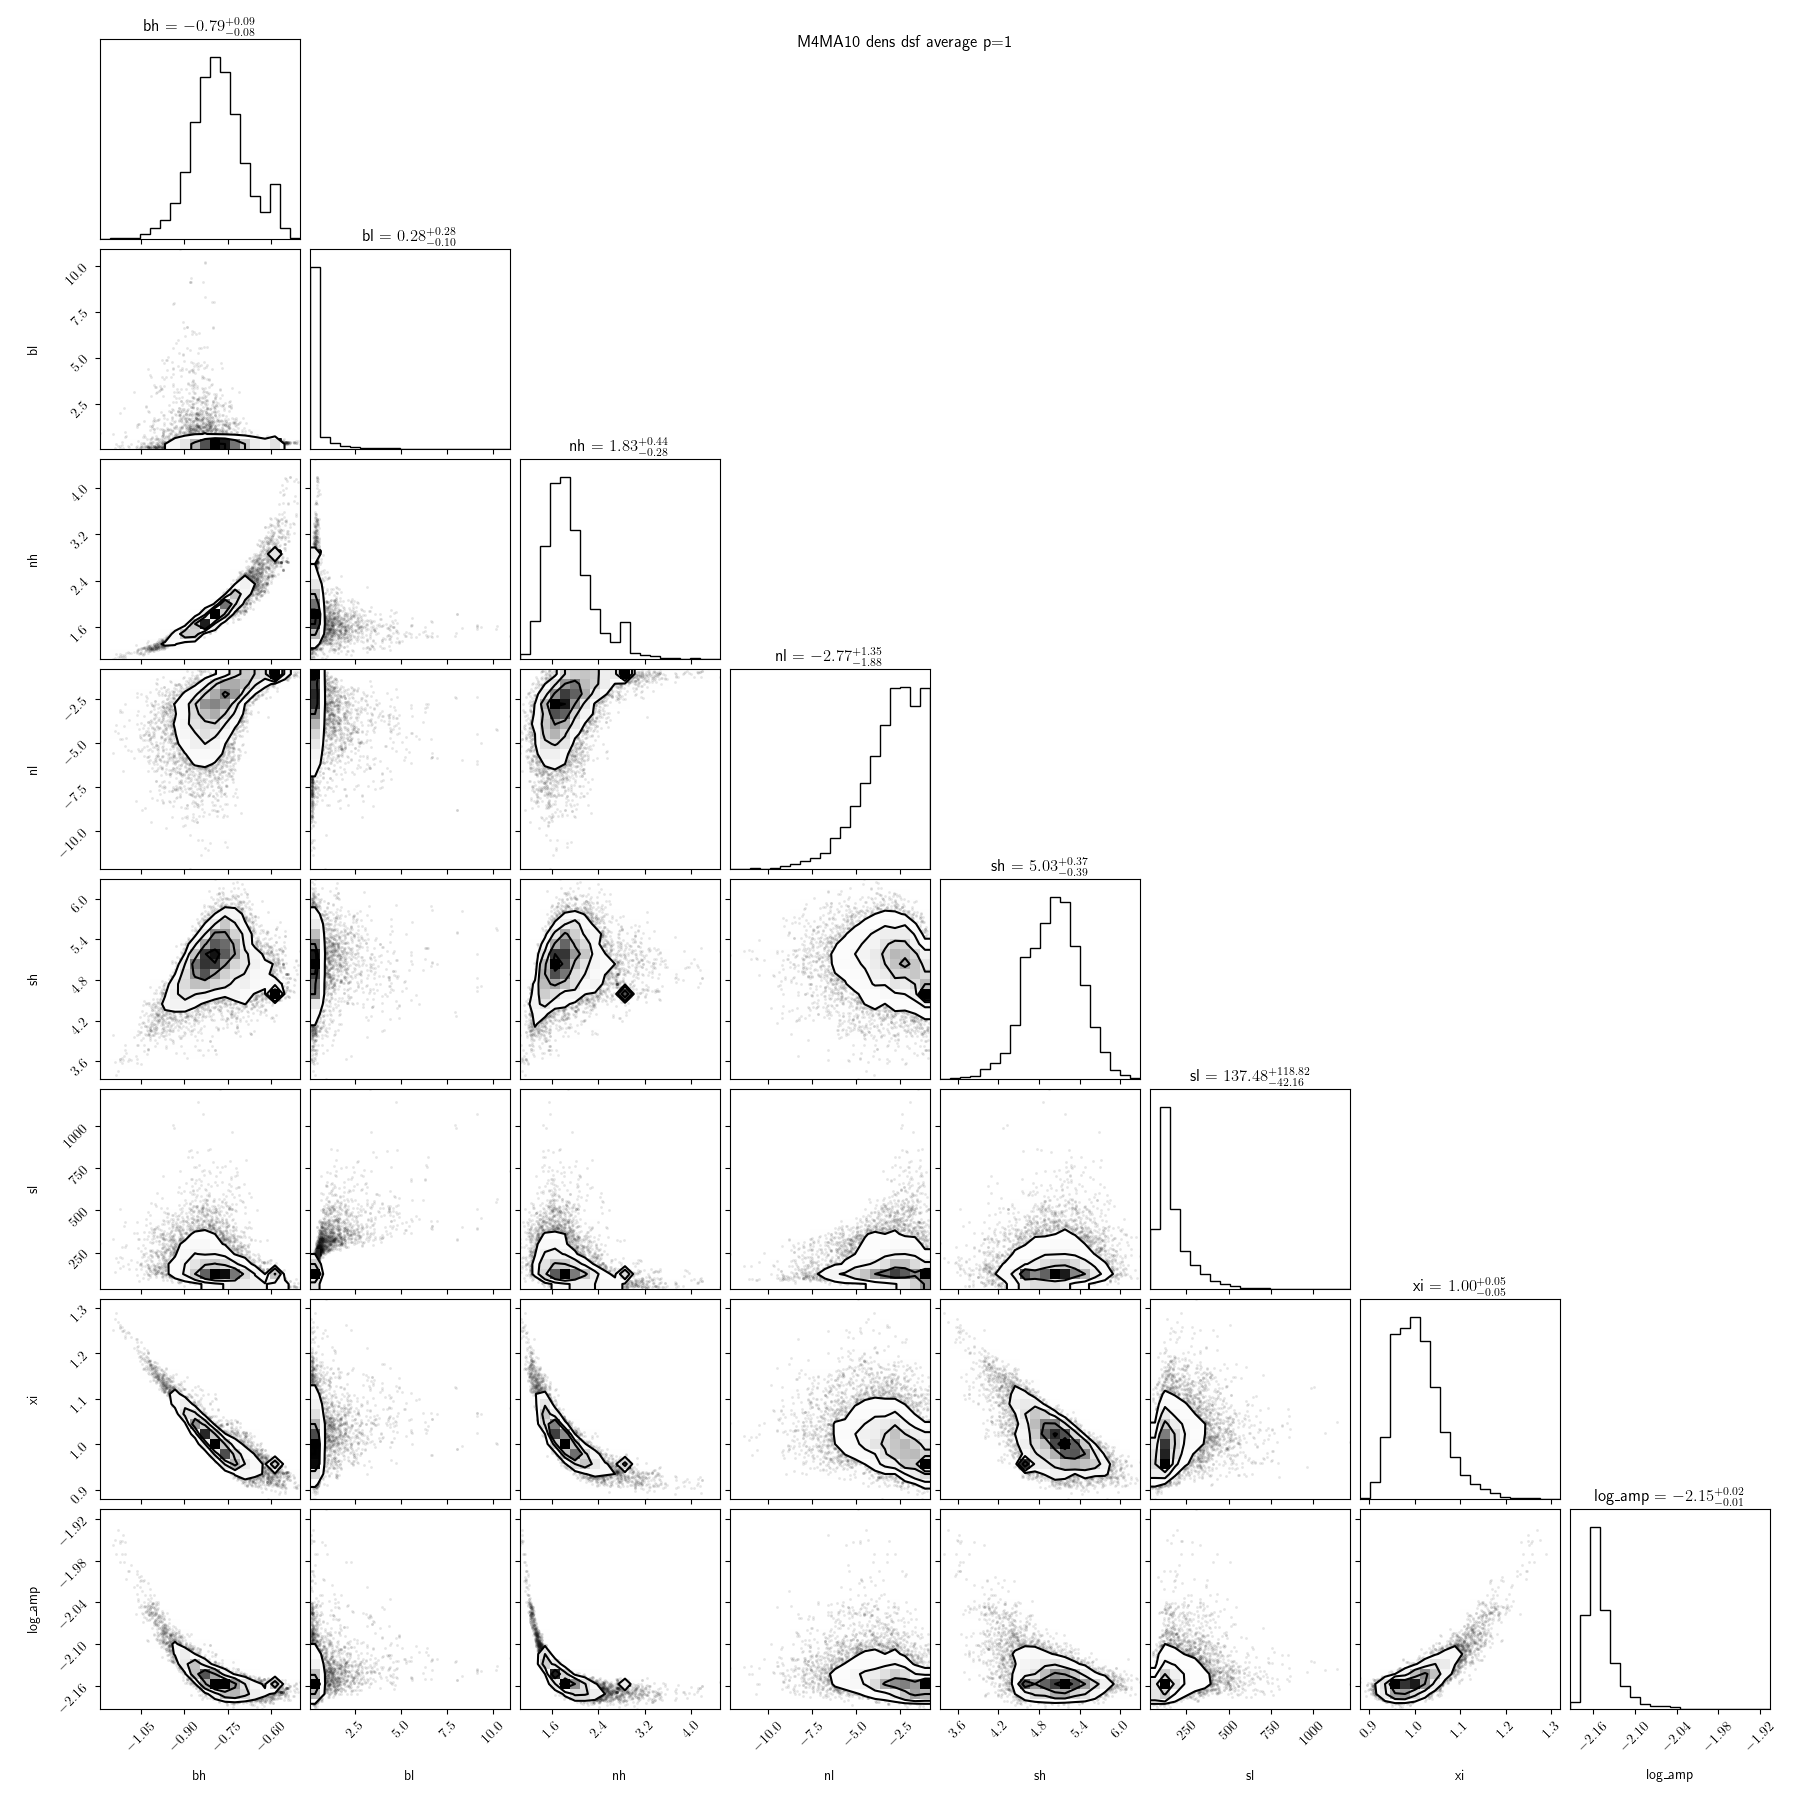 bh = −0.79+0.09−0.08
M4MA10 dens dsf average p=1
bl = 0.28+0.28−0.10
10.0
7.5
5.0
2.5
bl
nh = 1.83+0.44−0.28
4.0
3.2
2.4
1.6
nh
nl = −2.77+1.35−1.88
−2.5
−5.0
−7.5
−10.0
nl
sh = 5.03+0.37−0.39
6.0
5.4
4.8
4.2
3.6
sh
sl = 137.48+118.82−42.16
1000
750
500
250
sl
xi = 1.00+0.05−0.05
1.3
1.2
1.1
1.0
0.9
xi
log_amp = −2.15+0.02−0.01
−1.92
−1.98
−2.04
−2.10
−2.16
log_amp
−1.05 −0.90 −0.75 −0.60 2.5 5.0 7.5 10.0 1.6 2.4 3.2 4.0 −10.0 −7.5 −5.0 −2.5 3.6 4.2 4.8 5.4 6.0 250 500 750 1000 0.9 1.0 1.1 1.2 1.3 −2.16 −2.10 −2.04 −1.98 −1.92
bh bl nh nl sh sl xi log_amp